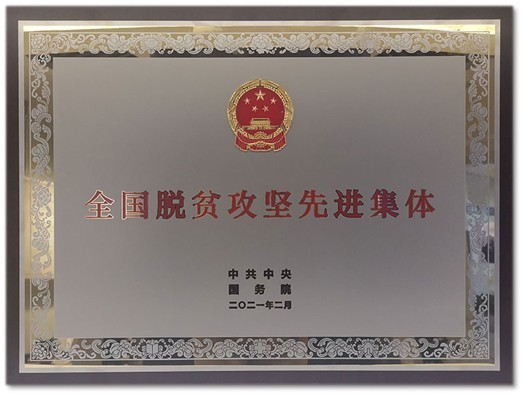 全国脱贫攻坚先进集体
中共中央
国务院
二〇二一年二月